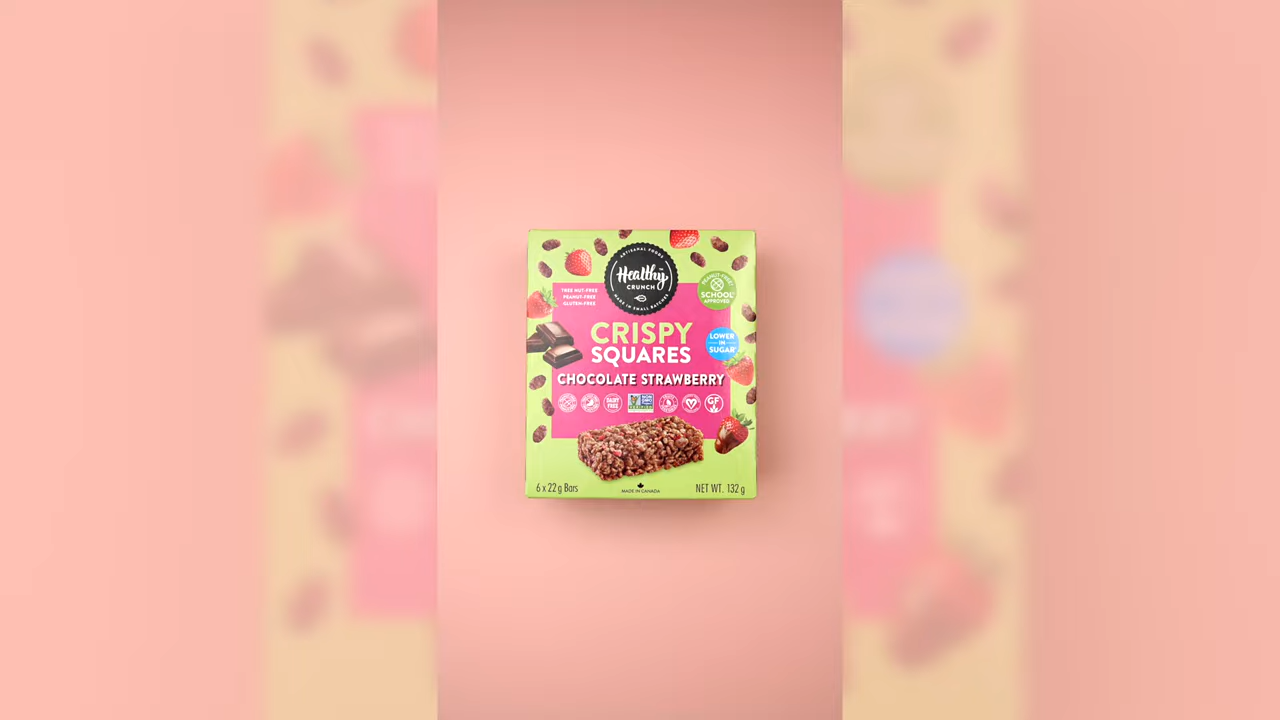 ARTISANAL FOODS
Healthy
CRUNCH
MADE IN SMALL BATCHES
TREE NUT-FREE
PEANUT-FREE
GLUTEN-FREE
PEANUT-FREE!
SCHOOL
APPROVED
CRISPY
SQUARES
LOWER
IN
SUGAR
CHOCOLATE STRAWBERRY
DAIRY
FREE
NON
GMO
GF
6 x 22 g Bars
MADE IN CANADA
NET WT. 132 g